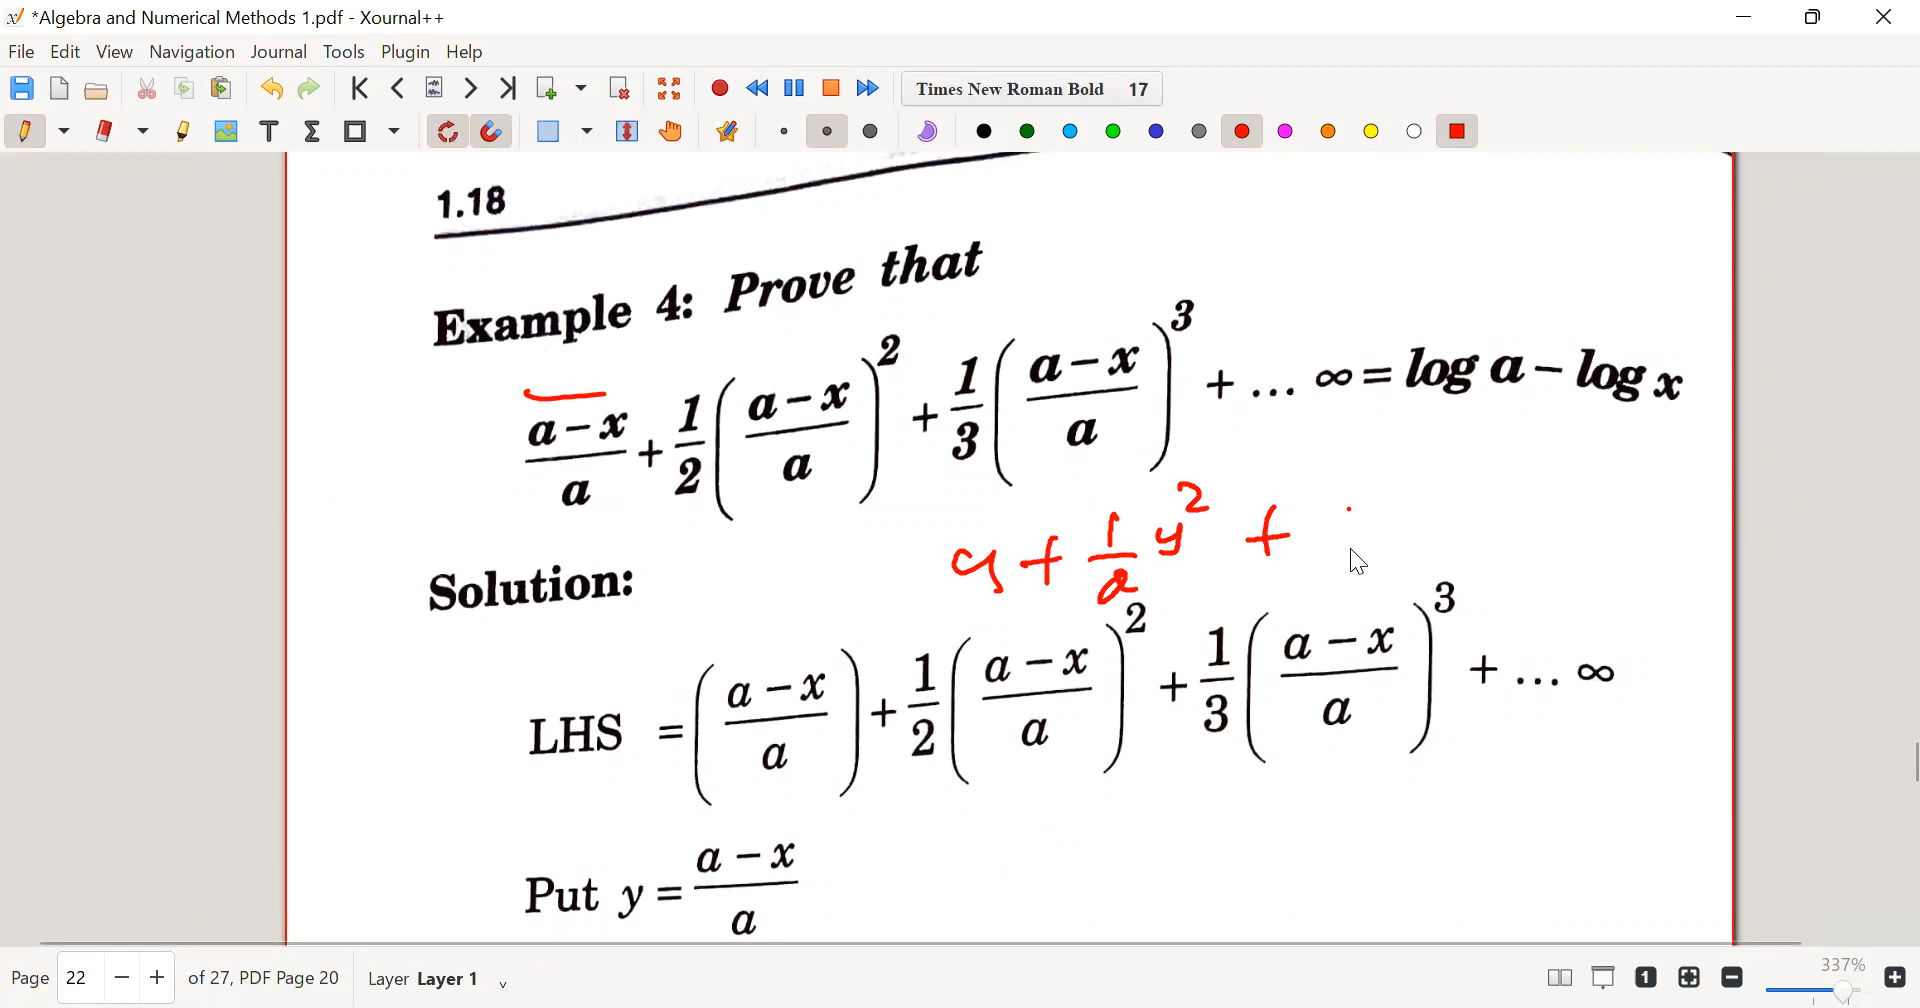 *Algebra and Numerical Methods 1.pdf - Xournal++
File Edit View Navigation Journal Tools Plugin Help
Times New Roman Bold 17
1.18
Example 4: Prove that
a − x / a + 1/2 (a − x / a)^2 + 1/3 (a − x / a)^3 + ... ∞ = log a − log x
y + 1/2 y^2 +
Solution:
LHS = (a − x / a) + 1/2 (a − x / a)^2 + 1/3 (a − x / a)^3 + ... ∞
Put y = a − x / a
Page 22 − + of 27, PDF Page 20 Layer Layer 1 337%